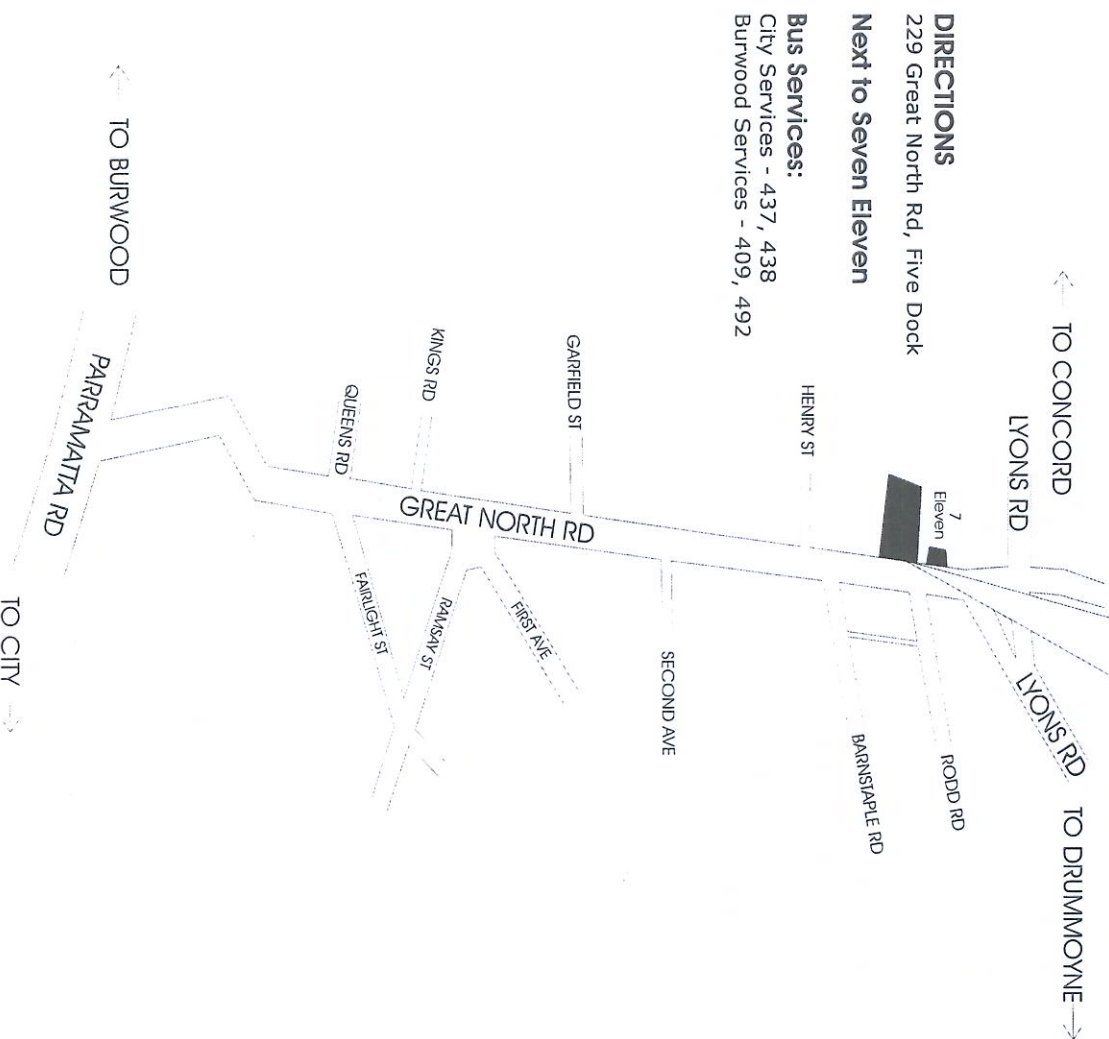 DIRECTIONS
229 Great North Rd, Five Dock
Next to Seven Eleven
Bus Services:
City Services - 437, 438
Burwood Services - 409, 492
TO CONCORD
LYONS RD
7
Eleven
LYONS RD
TO DRUMMOYNE
RODD RD
BARNSTAPLE RD
HENRY ST
SECOND AVE
GARFIELD ST
GREAT NORTH RD
FIRST AVE
RAMSAY ST
KINGS RD
FAIRLIGHT ST
QUEENS RD
TO BURWOOD
PARRAMATTA RD
TO CITY